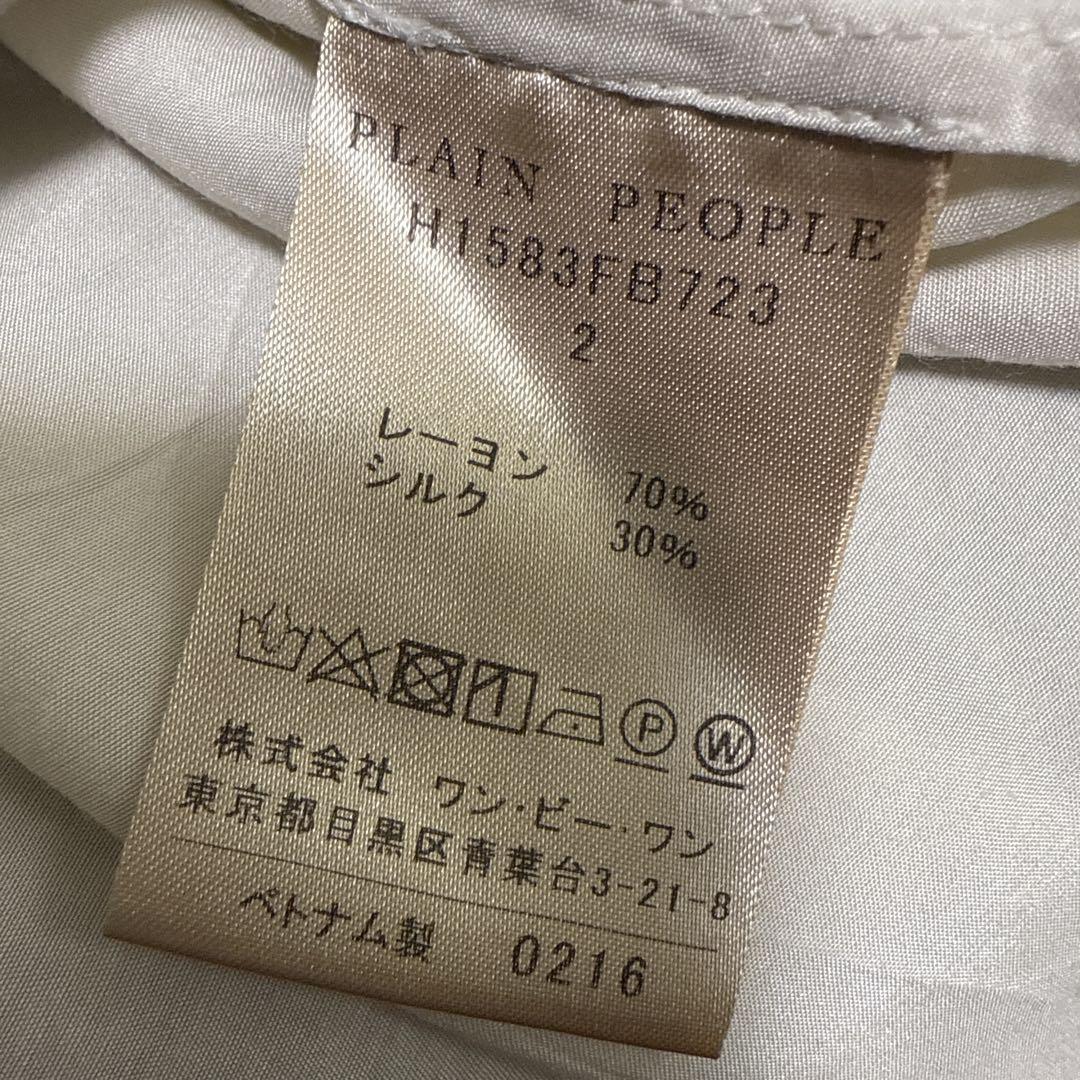 PLAIN PEOPLE
H1583FB723
2
レーヨン 70%
シルク 30%
P W
株式会社 ワン・ビー・ワン
東京都目黒区青葉台3-21-8
ベトナム製 0216